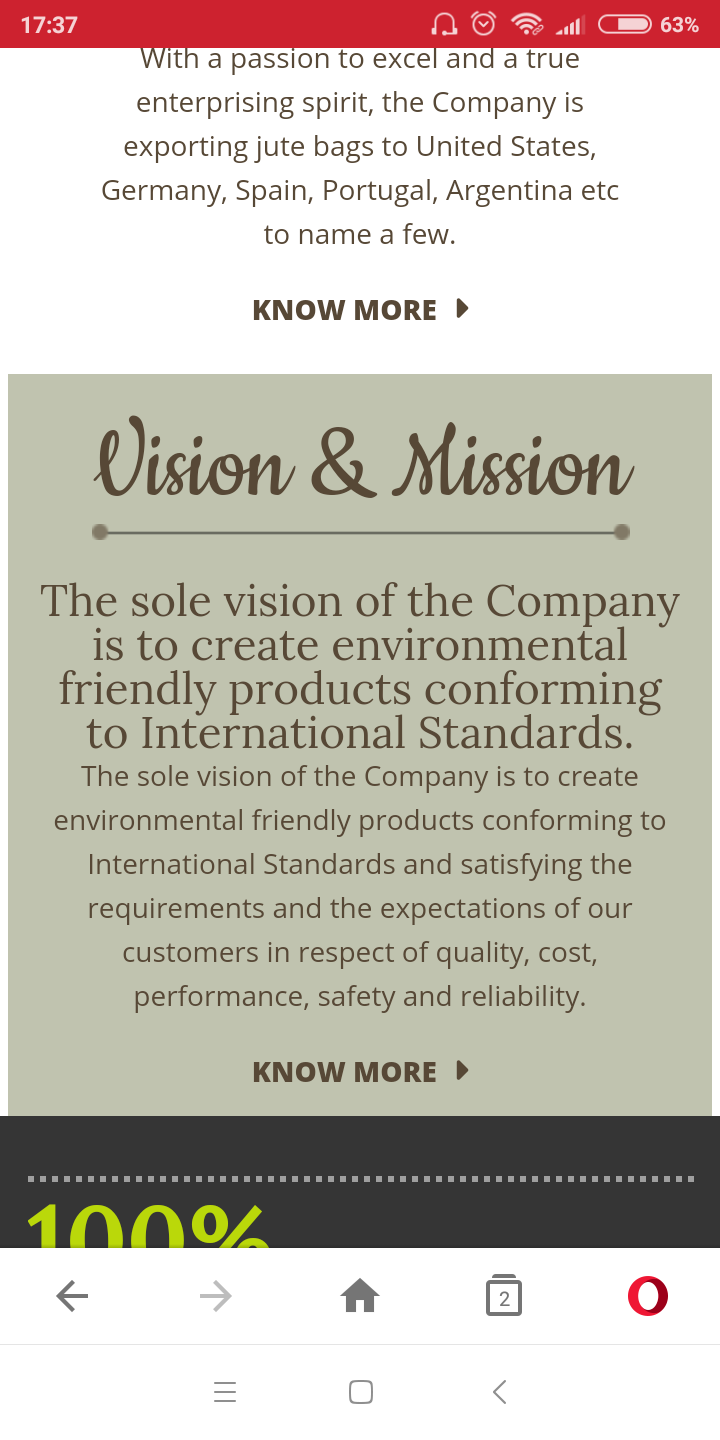 17:37
63%
With a passion to excel and a true
enterprising spirit, the Company is
exporting jute bags to United States,
Germany, Spain, Portugal, Argentina etc
to name a few.
KNOW MORE
Vision & Mission
The sole vision of the Company
is to create environmental
friendly products conforming
to International Standards.
The sole vision of the Company is to create
environmental friendly products conforming to
International Standards and satisfying the
requirements and the expectations of our
customers in respect of quality, cost,
performance, safety and reliability.
KNOW MORE
100%
2